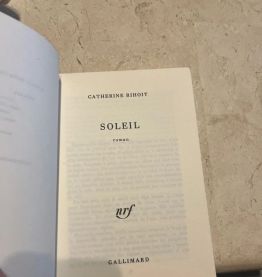 CATHERINE RIHOIT
SOLEIL
roman
nrf
GALLIMARD